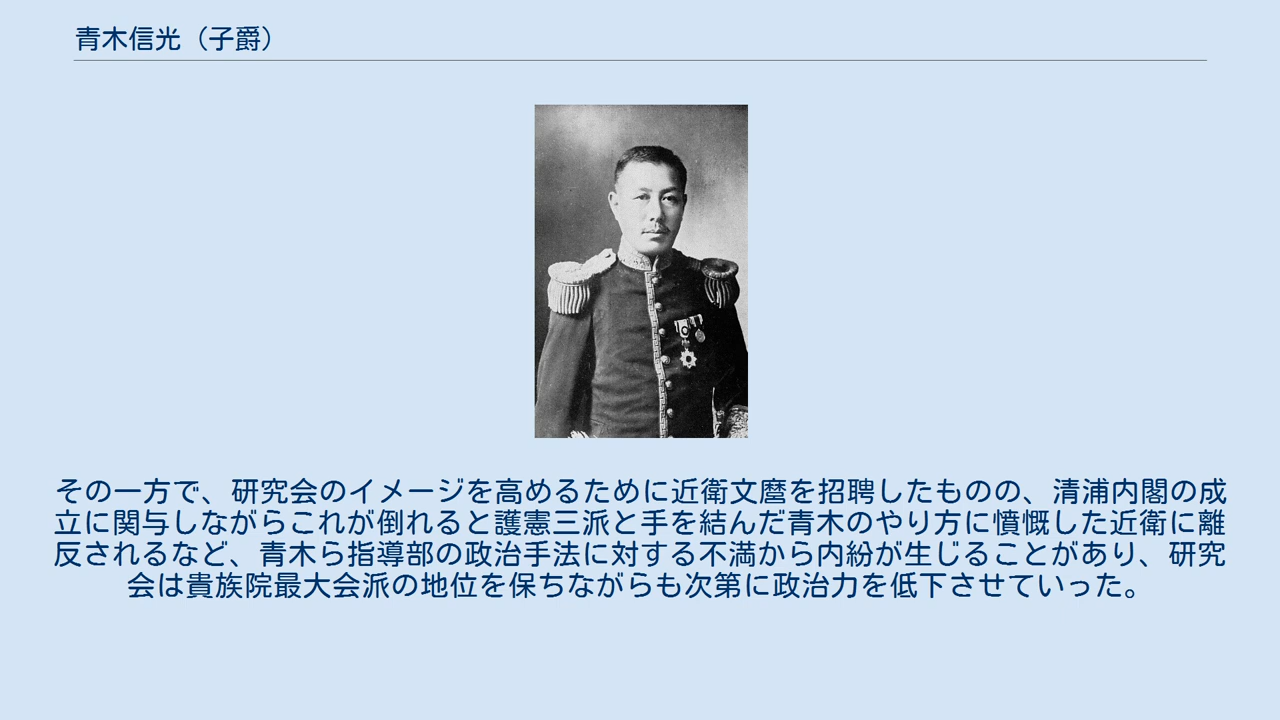 青木信光（子爵）
その一方で、研究会のイメージを高めるために近衛文麿を招聘したものの、清浦内閣の成
立に関与しながらこれが倒れると護憲三派と手を結んだ青木のやり方に憤慨した近衛に離
反されるなど、青木ら指導部の政治手法に対する不満から内紛が生じることがあり、研究
会は貴族院最大会派の地位を保ちながらも次第に政治力を低下させていった。